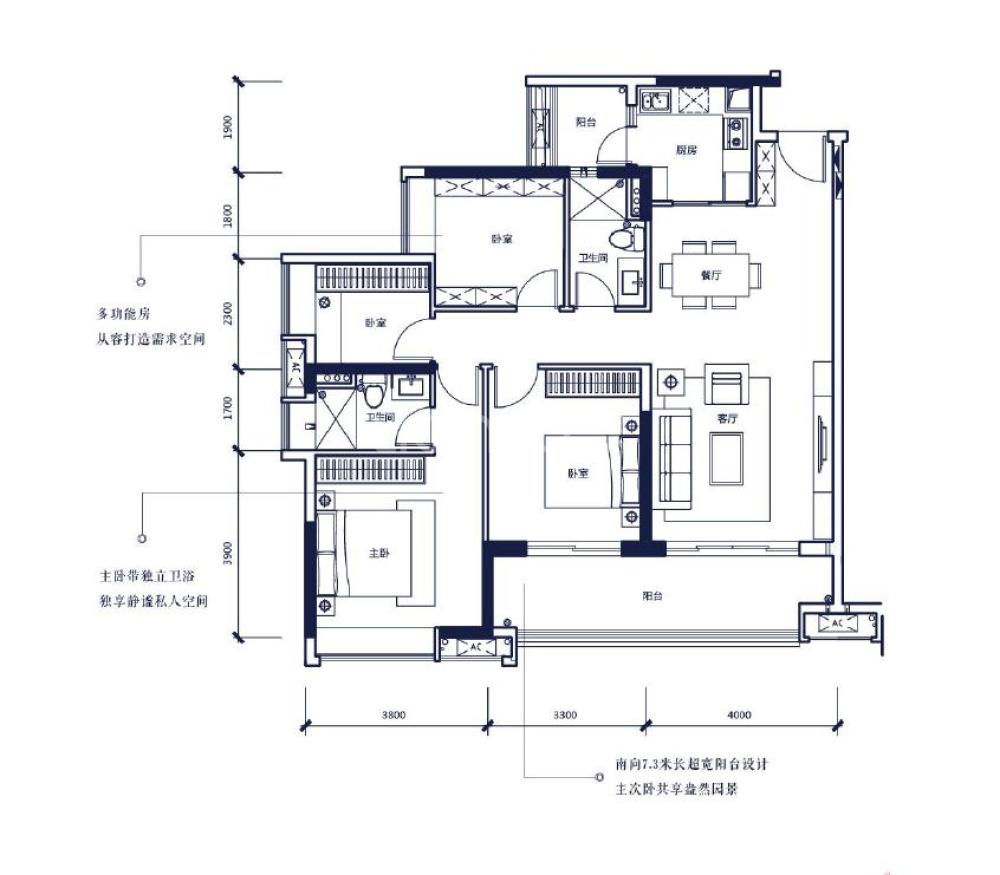 阳台
AC
厨房
1900
1800
卧室
卫生间
餐厅
多功能房
从容打造需求空间
2300
卧室
AC
1700
卫生间
客厅
卧室
3900
主卧
主卧带独立卫浴
独享静谧私人空间
阳台
AC
AC
3800
3300
4000
南向7.3米长超宽阳台设计
主次卧共享盎然园景